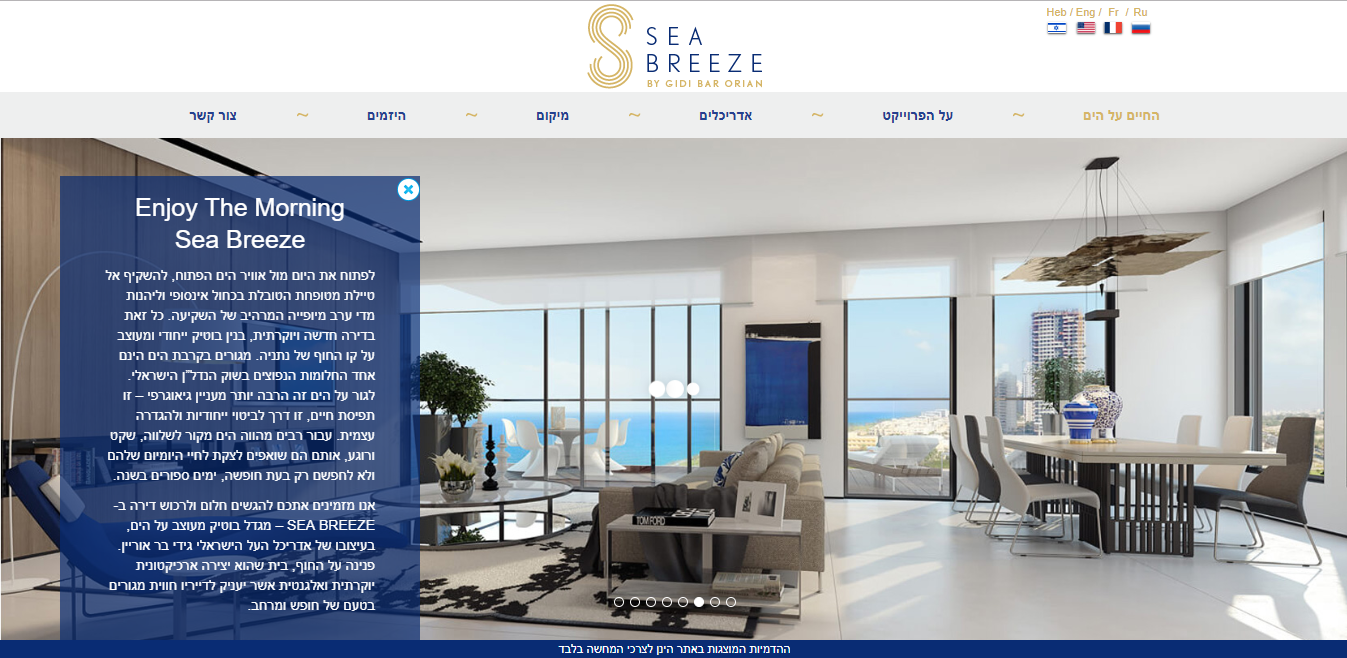 Heb / Eng / Fr / Ru
SEA
BREEZE
BY GIDI BAR ORIAN
החיים על הים ~ על הפרוייקט ~ אדריכלים ~ מיקום ~ היזמים ~ צור קשר
Enjoy The Morning
Sea Breeze
לפתוח את היום מול אוויר הים הפתוח, להשקיף אל
טיילת מטופחת הטובלת בכחול אינסופי וליהנות
מדי ערב מיופייה המרהיב של השקיעה. כל זאת
בדירה חדשה ויוקרתית, בנין בוטיק ייחודי ומעוצב
על קו החוף של נתניה. מגורים בקרבת הים הינם
אחד החלומות הנפוצים בשוק הנדל"ן הישראלי.
לגור על הים זה הרבה יותר מעניין גיאוגרפי – זו
תפיסת חיים, זו דרך לביטוי ייחודיות ולהגדרה
עצמית. עבור רבים מהווה הים מקור לשלווה, שקט
ורוגע, אותם הם שואפים לצקת לחיי היומיום שלהם
ולא לחפשם רק בעת חופשה, ימים ספורים בשנה.
אנו מזמינים אתכם להגשים חלום ולרכוש דירה ב-
SEA BREEZE – מגדל בוטיק מעוצב על הים,
בעיצובו של אדריכל העל הישראלי גידי בר אוריין.
פנינה על החוף, בית שהוא יצירה ארכיקטונית
יוקרתית ואלגנטית אשר יעניק לדייריו חווית מגורים
בטעם של חופש ומרחב.
TOM FORD
ההדמיות המוצגות באתר הינן לצרכי המחשה בלבד